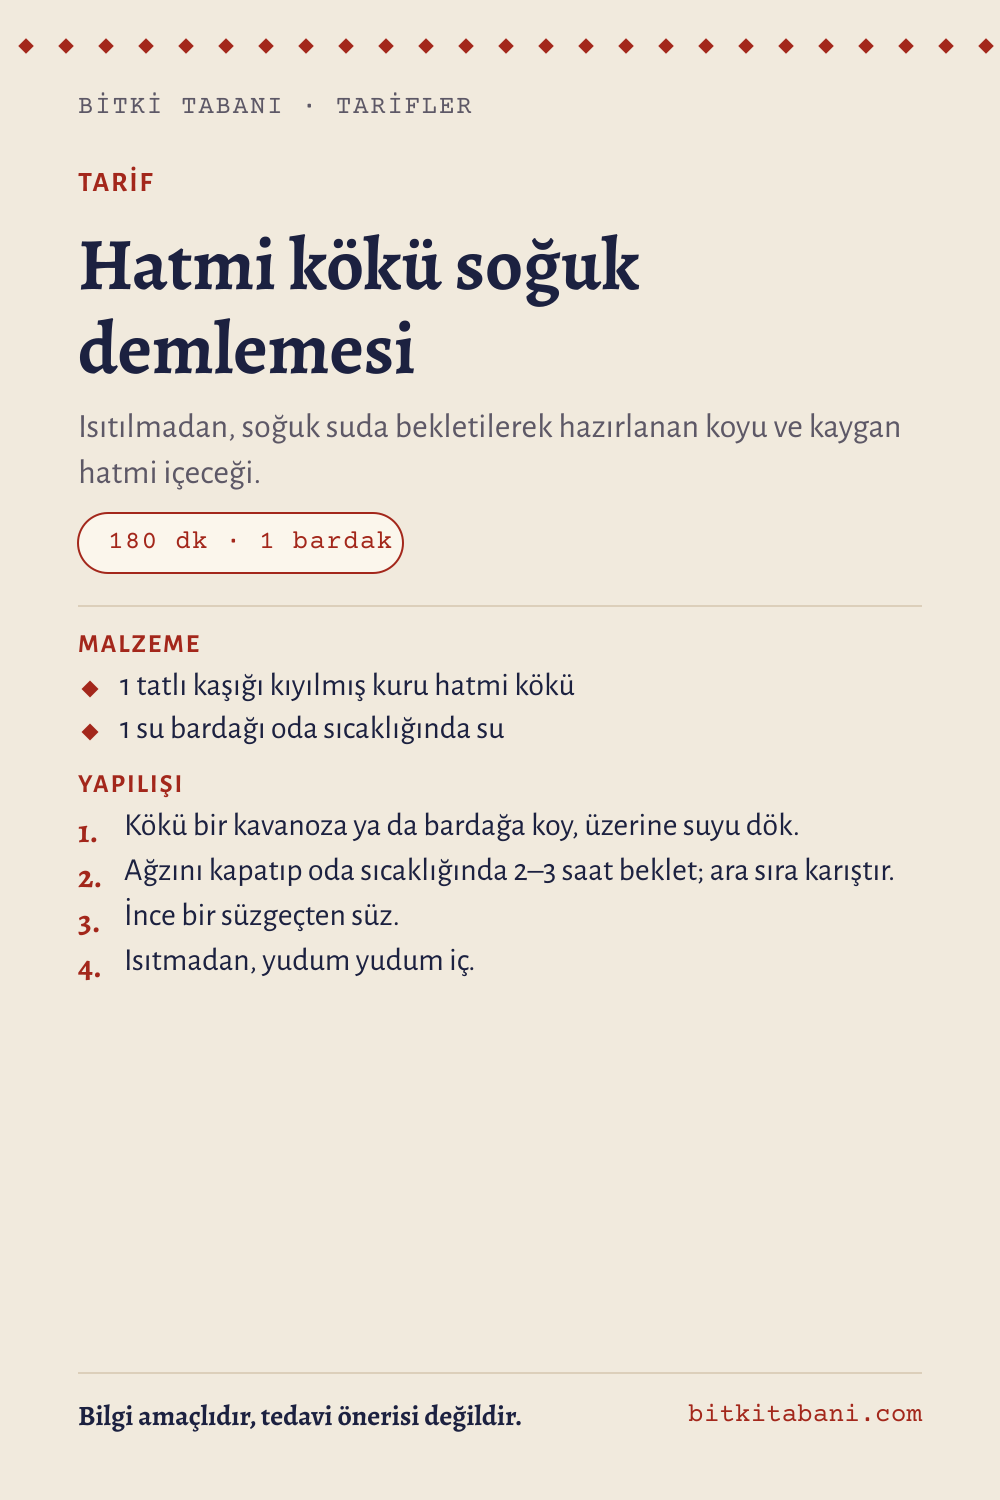 BİTKİ TABANI · TARİFLER
TARİF
Hatmi kökü soğuk
demlemesi
Isıtılmadan, soğuk suda bekletilerek hazırlanan koyu ve kaygan
hatmi içeceği.
180 dk · 1 bardak
MALZEME
◆ 1 tatlı kaşığı kıyılmış kuru hatmi kökü
◆ 1 su bardağı oda sıcaklığında su
YAPILIŞI
1. Kökü bir kavanoza ya da bardağa koy, üzerine suyu dök.
2. Ağzını kapatıp oda sıcaklığında 2–3 saat beklet; ara sıra karıştır.
3. İnce bir süzgeçten süz.
4. Isıtmadan, yudum yudum iç.
Bilgi amaçlıdır, tedavi önerisi değildir.
bitkitabani.com